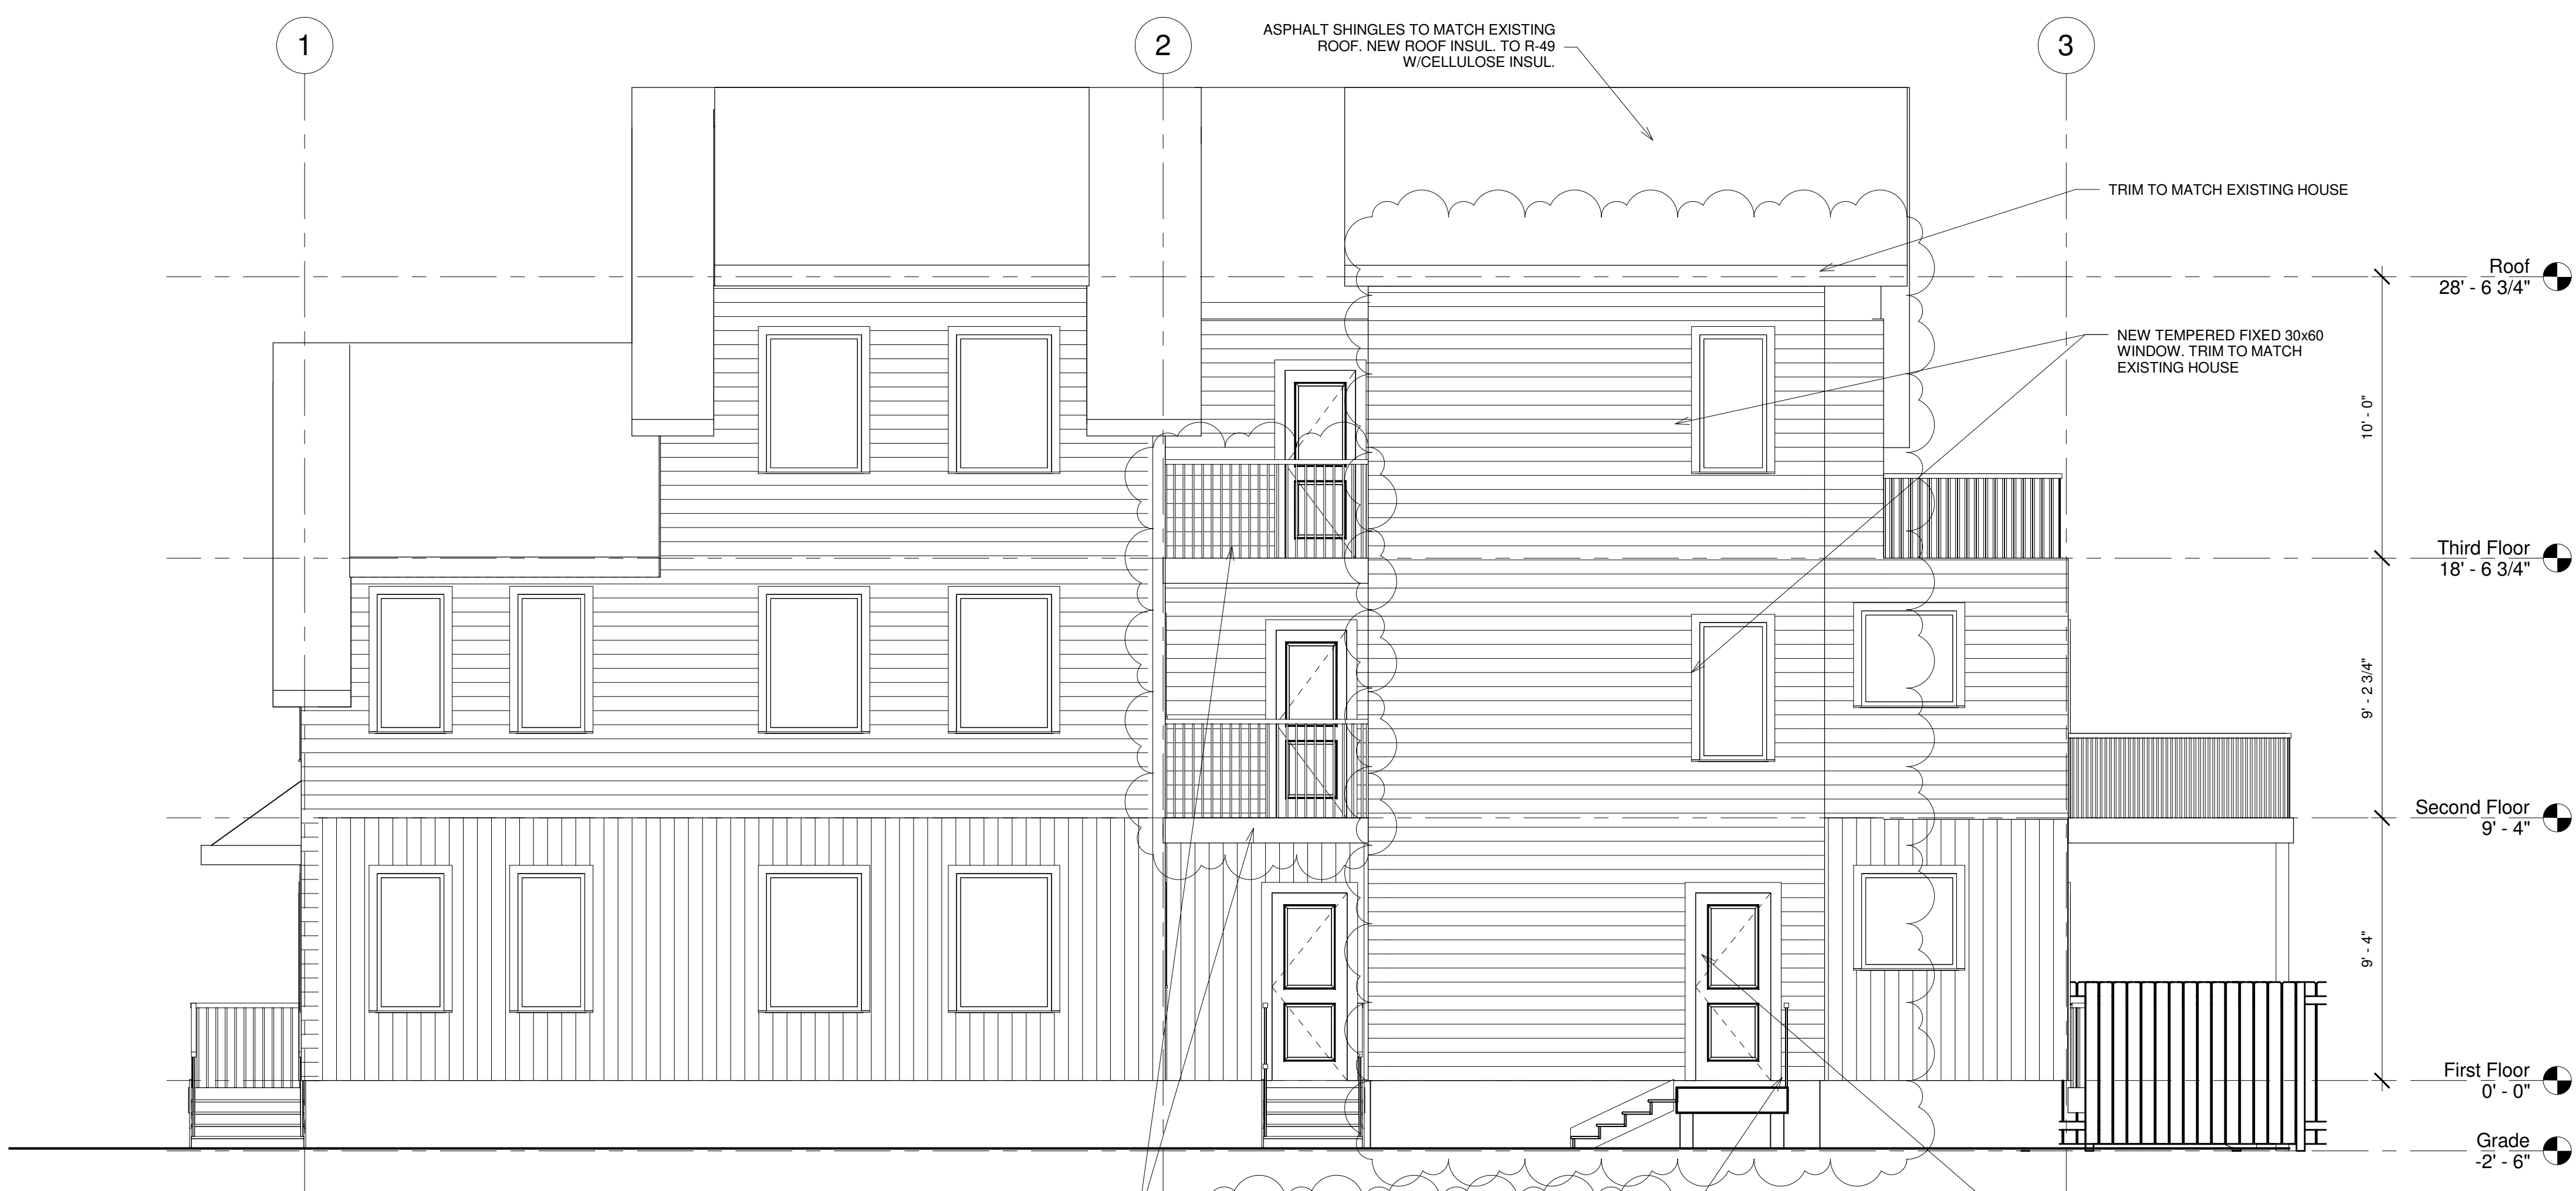 1
2
3
ASPHALT SHINGLES TO MATCH EXISTING
ROOF. NEW ROOF INSUL. TO R-49
W/CELLULOSE INSUL.
TRIM TO MATCH EXISTING HOUSE
Roof
28' - 6 3/4"
NEW TEMPERED FIXED 30x60
WINDOW. TRIM TO MATCH
EXISTING HOUSE
10' - 0"
Third Floor
18' - 6 3/4"
9' - 2 3/4"
Second Floor
9' - 4"
9' - 4"
First Floor
0' - 0"
Grade
-2' - 6"